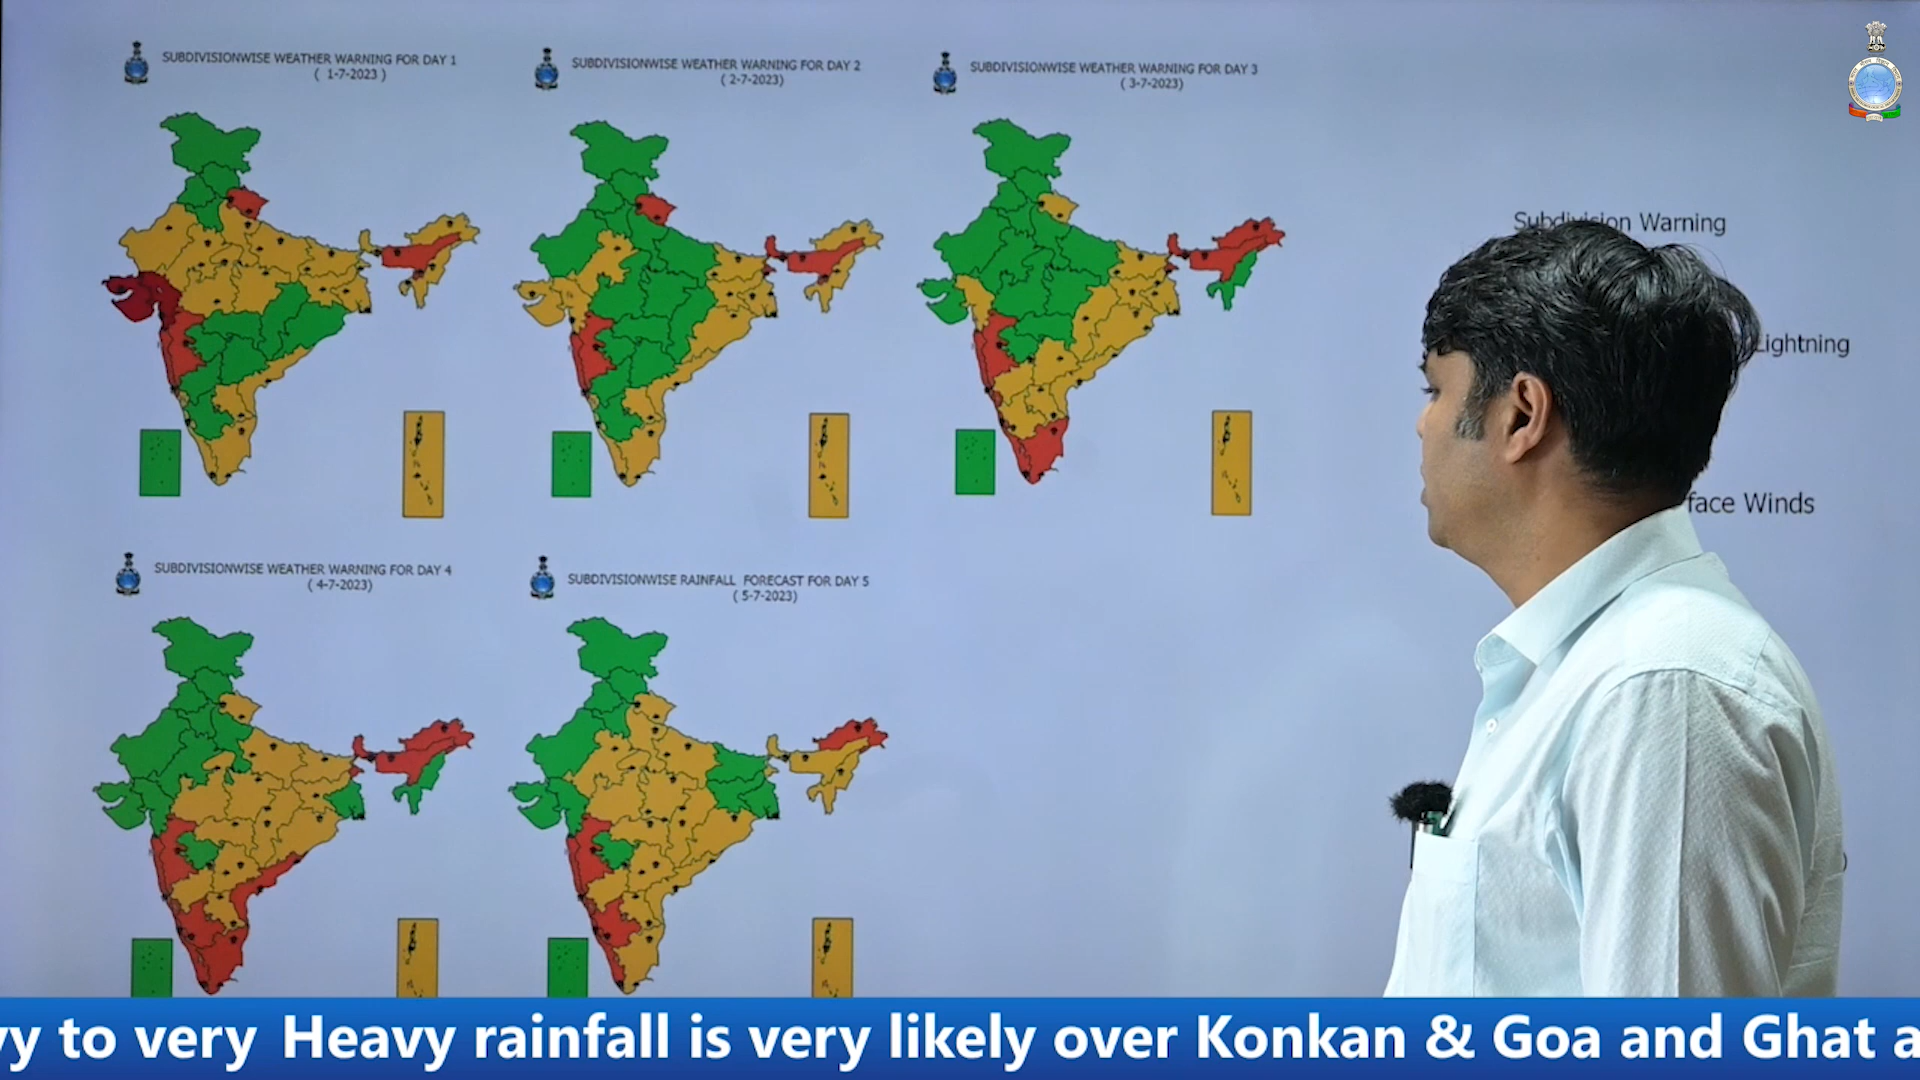 SUBDIVISIONWISE WEATHER WARNING FOR DAY 1
( 1-7-2023 )
SUBDIVISIONWISE WEATHER WARNING FOR DAY 2
( 2-7-2023)
SUBDIVISIONWISE WEATHER WARNING FOR DAY 3
( 3-7-2023)
Subdivision Warning
Lightning
face Winds
SUBDIVISIONWISE WEATHER WARNING FOR DAY 4
( 4-7-2023)
SUBDIVISIONWISE RAINFALL FORECAST FOR DAY 5
( 5-7-2023)
vy to very Heavy rainfall is very likely over Konkan & Goa and Ghat a